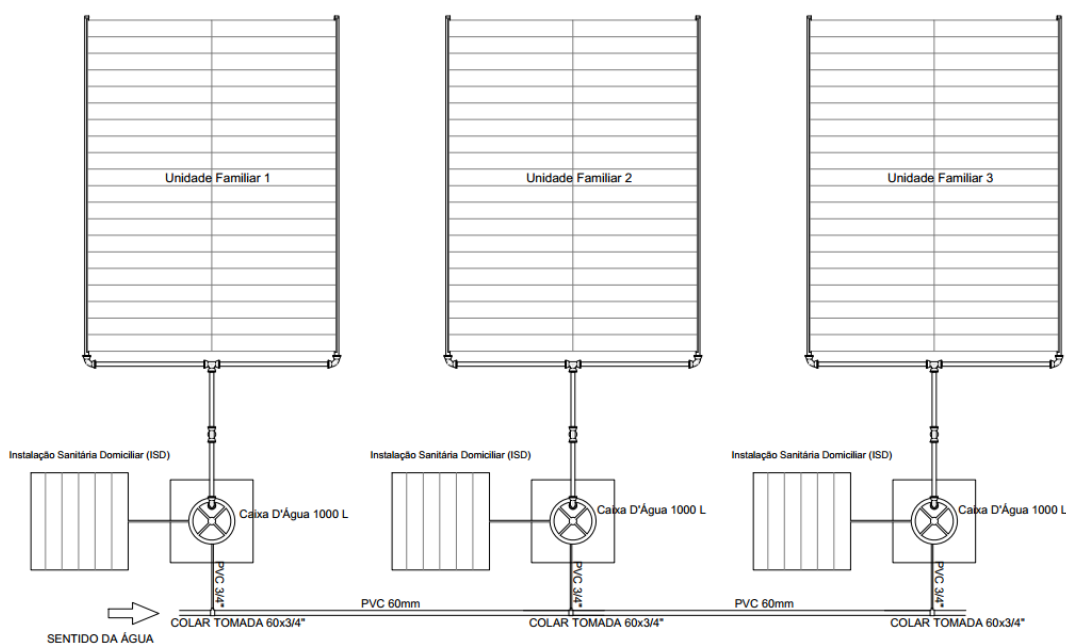 Unidade Familiar 1
Unidade Familiar 2
Unidade Familiar 3
Instalação Sanitária Domiciliar (ISD)
Instalação Sanitária Domiciliar (ISD)
Instalação Sanitária Domiciliar (ISD)
Caixa D'Água 1000 L
Caixa D'Água 1000 L
Caixa D'Água 1000 L
PVC 3/4"
PVC 3/4"
PVC 3/4"
PVC 60mm
PVC 60mm
COLAR TOMADA 60x3/4"
COLAR TOMADA 60x3/4"
COLAR TOMADA 60x3/4"
SENTIDO DA ÁGUA